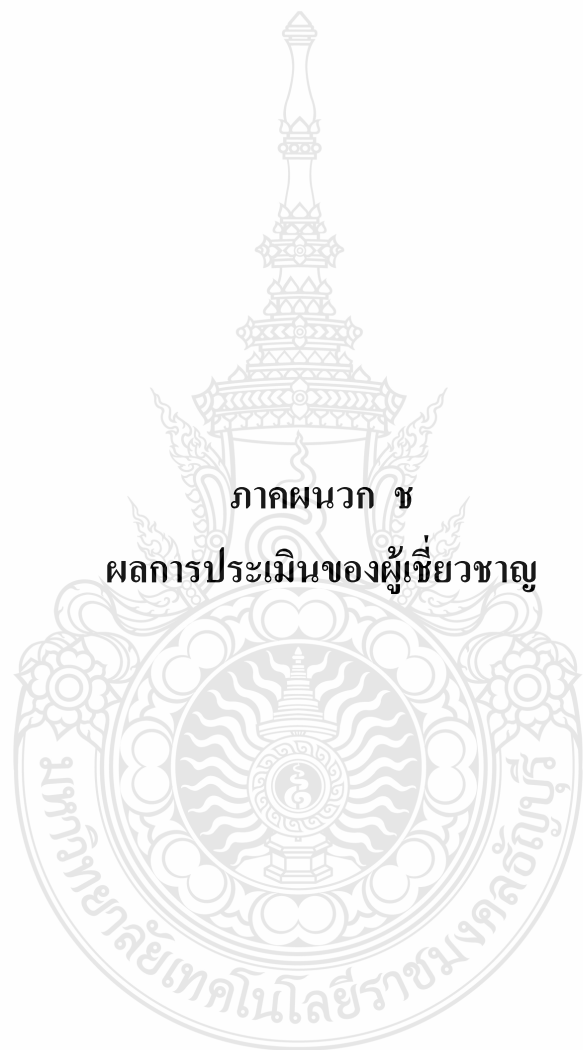 ภาคผนวก ช
ผลการประเมินของผู้เชี่ยวชาญ
มหาวิทยาลัยเทคโนโลยีราชมงคลธัญบุรี